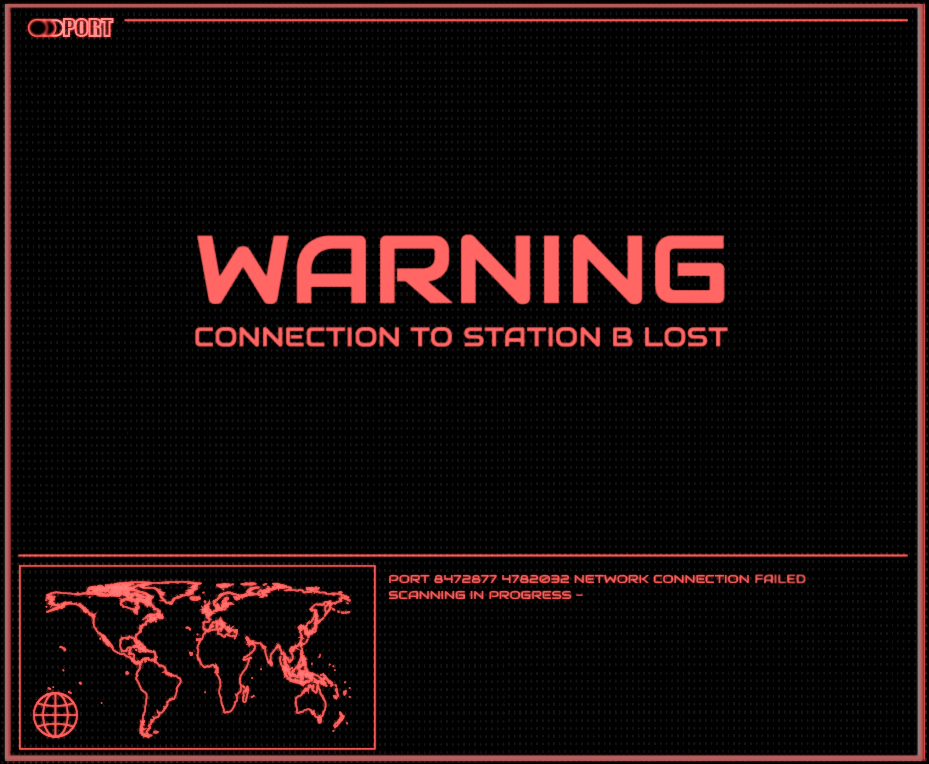 PORT
WARNING
CONNECTION TO STATION B LOST
PORT 8472877 4782032 NETWORK CONNECTION FAILED
SCANNING IN PROGRESS -